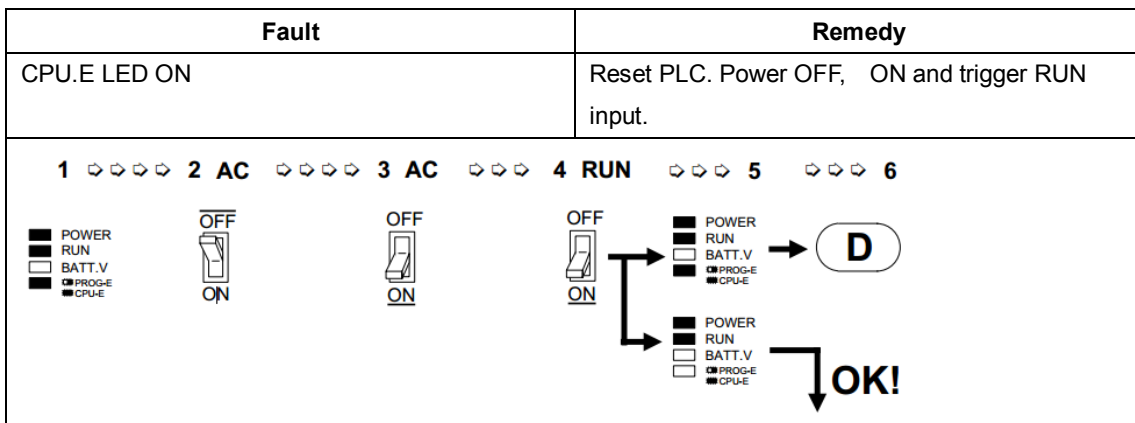 Fault Remedy
CPU.E LED ON
Reset PLC. Power OFF, ON and trigger RUN
input.
1 ➪➪➪➪ 2 AC ➪➪➪➪ 3 AC ➪➪➪ 4 RUN ➪➪➪ 5 ➪➪➪ 6
POWER
RUN
BATT.V
PROG-E
CPU-E
OFF
ON
OFF
ON
OFF
ON
POWER
RUN
BATT.V
PROG-E
CPU-E
D
POWER
RUN
BATT.V
PROG-E
CPU-E
OK!